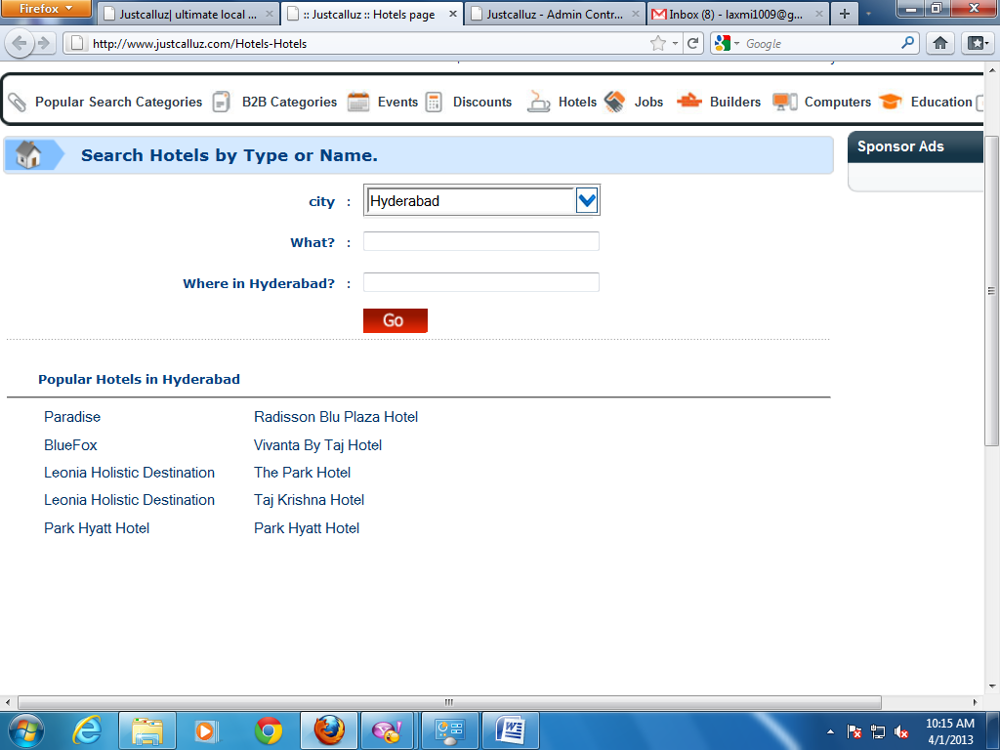 Firefox
Justcalluz| ultimate local ...
:: Justcalluz :: Hotels page
Justcalluz - Admin Contr...
Inbox (8) - laxmi1009@g...
http://www.justcalluz.com/Hotels-Hotels
Google
Popular Search Categories B2B Categories Events Discounts Hotels Jobs Builders Computers Education
Search Hotels by Type or Name.
Sponsor Ads
city : Hyderabad
What? :
Where in Hyderabad? :
Go
Popular Hotels in Hyderabad
Paradise Radisson Blu Plaza Hotel
BlueFox Vivanta By Taj Hotel
Leonia Holistic Destination The Park Hotel
Leonia Holistic Destination Taj Krishna Hotel
Park Hyatt Hotel Park Hyatt Hotel
10:15 AM
4/1/2013